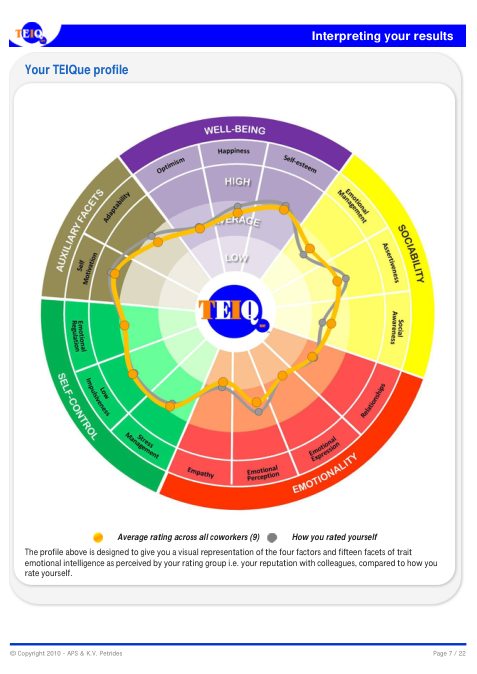 TEIQ
Interpreting your results
Your TEIQue profile
WELL-BEING
Optimism
Happiness
Self-esteem
HIGH
AVERAGE
LOW
AUXILIARY FACETS
Adaptability
Self
Motivation
Emotional
Management
Assertiveness
Social
Awareness
SOCIABILITY
TEIQ
Emotional
Regulation
Low
Impulsiveness
Stress
Management
SELF-CONTROL
Relationships
Emotional
Expression
Emotional
Perception
Empathy
EMOTIONALITY
Average rating across all coworkers (9)
How you rated yourself
The profile above is designed to give you a visual representation of the four factors and fifteen facets of trait
emotional intelligence as perceived by your rating group i.e. your reputation with colleagues, compared to how you
rate yourself.
© Copyright 2010 - APS & K.V. Petrides
Page 7 / 22